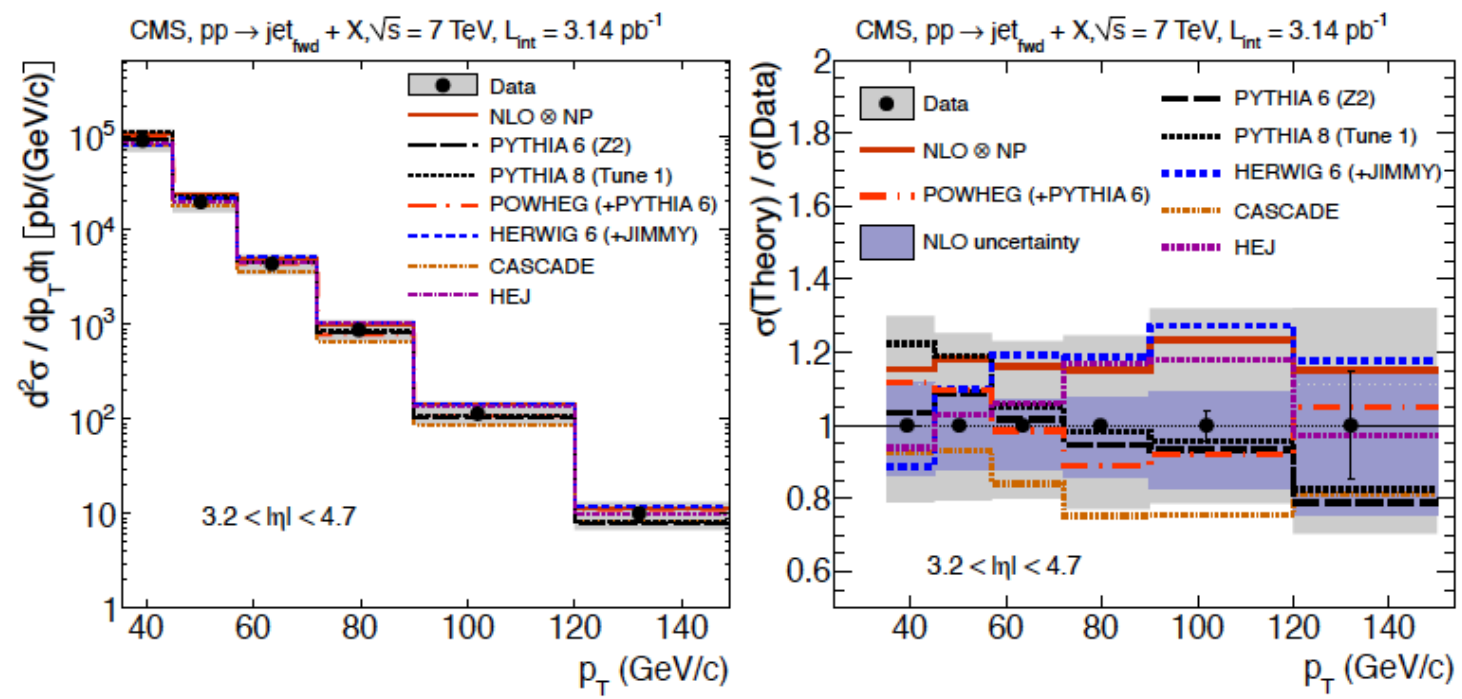 CMS, pp → jet_fwd + X,√s = 7 TeV, L_int = 3.14 pb⁻¹
d²σ / dp_T dη [pb/(GeV/c)]
10⁵
10⁴
10³
10²
10
1
Data
NLO ⊗ NP
PYTHIA 6 (Z2)
PYTHIA 8 (Tune 1)
POWHEG (+PYTHIA 6)
HERWIG 6 (+JIMMY)
CASCADE
HEJ
3.2 < |η| < 4.7
40 60 80 100 120 140
p_T (GeV/c)
CMS, pp → jet_fwd + X,√s = 7 TeV, L_int = 3.14 pb⁻¹
σ(Theory) / σ(Data)
2
1.8
1.6
1.4
1.2
1
0.8
0.6
Data
NLO ⊗ NP
POWHEG (+PYTHIA 6)
NLO uncertainty
PYTHIA 6 (Z2)
PYTHIA 8 (Tune 1)
HERWIG 6 (+JIMMY)
CASCADE
HEJ
3.2 < |η| < 4.7
40 60 80 100 120 140
p_T (GeV/c)